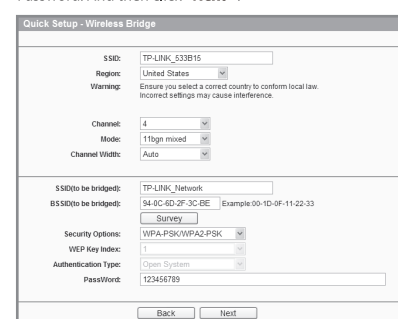 Quick Setup - Wireless Bridge
SSID: TP-LINK_533B15
Region: United States
Warning: Ensure you select a correct country to conform local law.
Incorrect settings may cause interference.
Channel: 4
Mode: 11bgn mixed
Channel Width: Auto
SSID(to be bridged): TP-LINK_Network
BSSID(to be bridged): 94-0C-6D-2F-3C-BE Example:00-1D-0F-11-22-33
Survey
Security Options: WPA-PSK/WPA2-PSK
WEP Key Index: 1
Authentication Type: Open System
PassWord: 123456789
Back Next